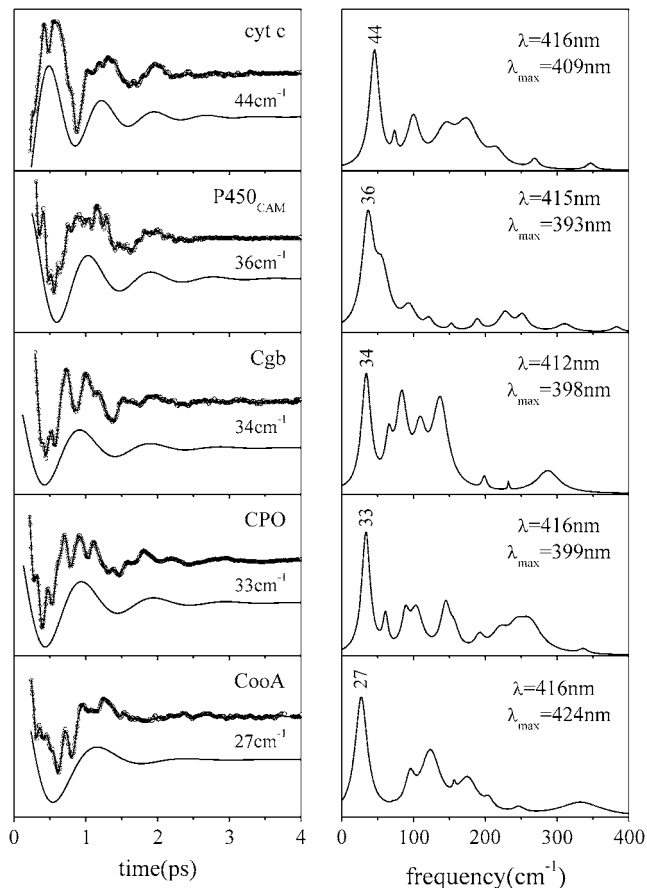 cyt c
44cm⁻¹
44
λ=416nm
λmax=409nm
P450CAM
36cm⁻¹
36
λ=415nm
λmax=393nm
Cgb
34cm⁻¹
34
λ=412nm
λmax=398nm
CPO
33cm⁻¹
33
λ=416nm
λmax=399nm
CooA
27cm⁻¹
27
λ=416nm
λmax=424nm
0 1 2 3 4
time(ps)
0 100 200 300 400
frequency(cm⁻¹)